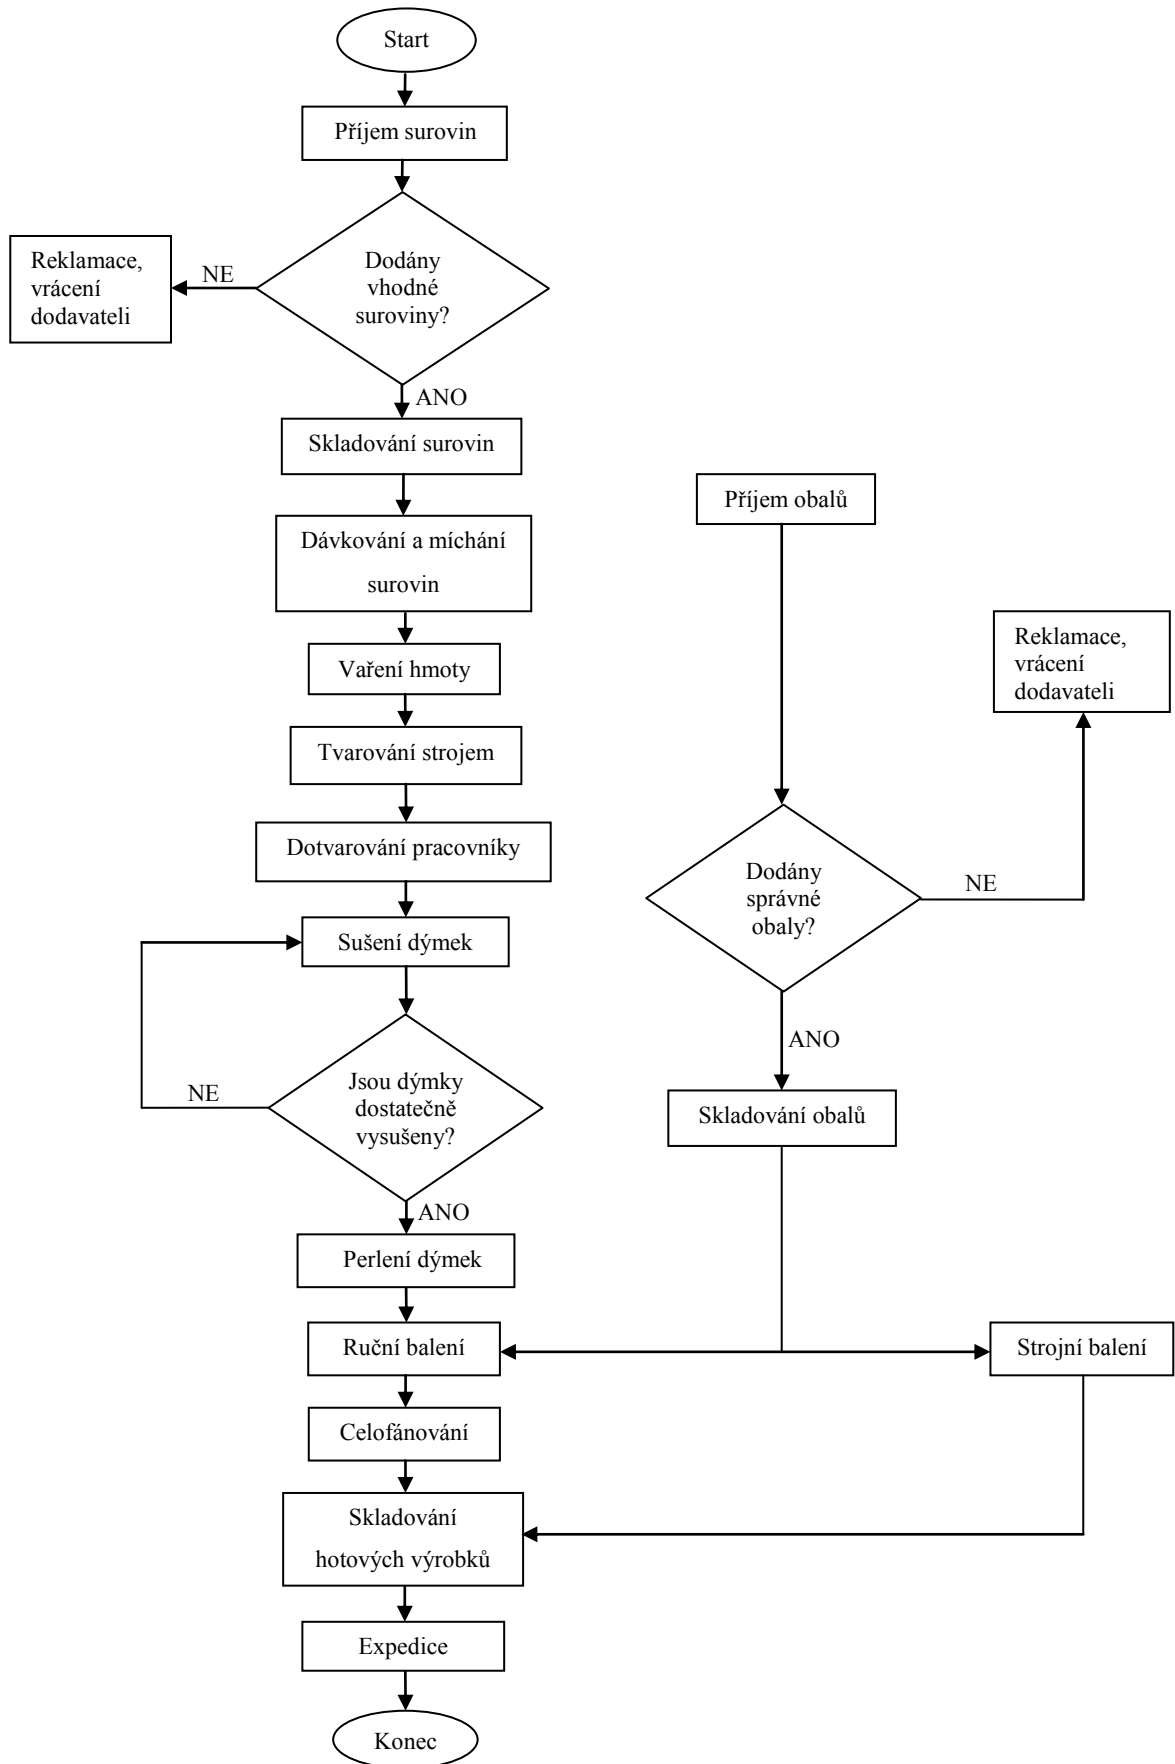 Start
Příjem surovin
Dodány
vhodné
suroviny?
NE
Reklamace,
vrácení
dodavateli
ANO
Skladování surovin
Dávkování a míchání
surovin
Vaření hmoty
Tvarování strojem
Dotvarování pracovníky
Sušení dýmek
Jsou dýmky
dostatečně
vysušeny?
NE
ANO
Perlení dýmek
Ruční balení
Celofánování
Skladování
hotových výrobků
Expedice
Konec
Příjem obalů
Dodány
správné
obaly?
NE
Reklamace,
vrácení
dodavateli
ANO
Skladování obalů
Strojní balení